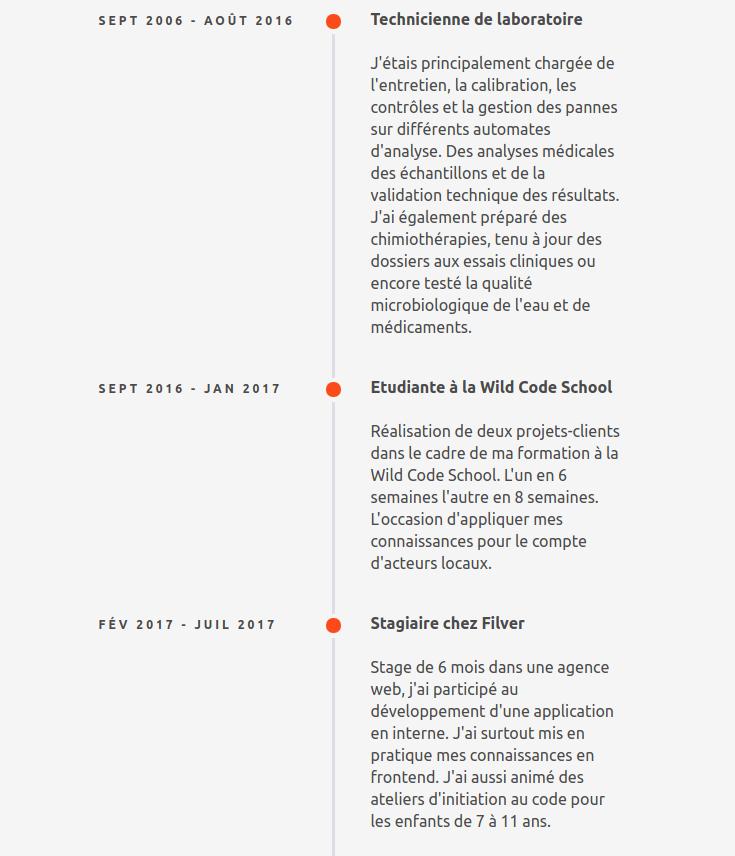 SEPT 2006 - AOÛT 2016
Technicienne de laboratoire
J'étais principalement chargée de
l'entretien, la calibration, les
contrôles et la gestion des pannes
sur différents automates
d'analyse. Des analyses médicales
des échantillons et de la
validation technique des résultats.
J'ai également préparé des
chimiothérapies, tenu à jour des
dossiers aux essais cliniques ou
encore testé la qualité
microbiologique de l'eau et de
médicaments.
SEPT 2016 - JAN 2017
Etudiante à la Wild Code School
Réalisation de deux projets-clients
dans le cadre de ma formation à la
Wild Code School. L'un en 6
semaines l'autre en 8 semaines.
L'occasion d'appliquer mes
connaissances pour le compte
d'acteurs locaux.
FÉV 2017 - JUIL 2017
Stagiaire chez Filver
Stage de 6 mois dans une agence
web, j'ai participé au
développement d'une application
en interne. J'ai surtout mis en
pratique mes connaissances en
frontend. J'ai aussi animé des
ateliers d'initiation au code pour
les enfants de 7 à 11 ans.